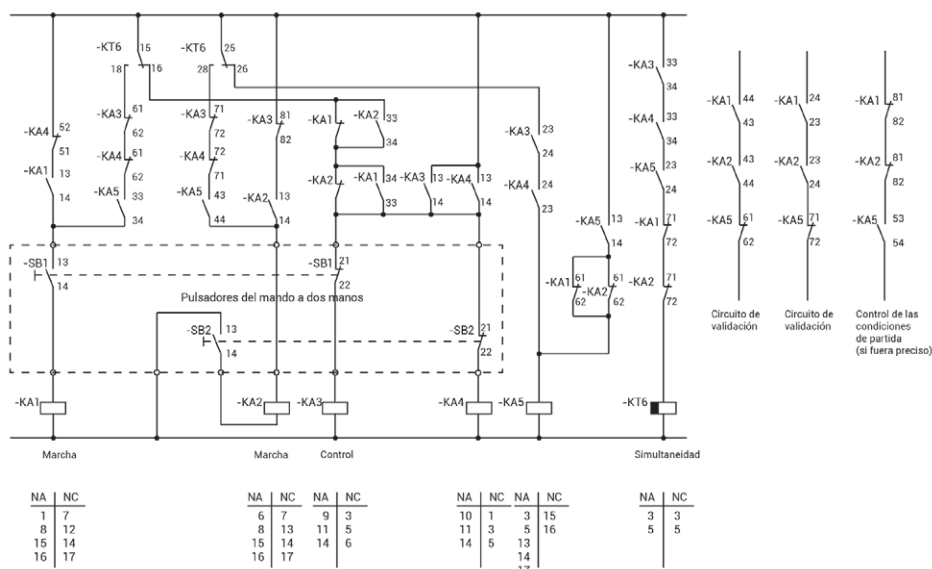 -KT6 15
18 16
-KT6 25
28 26
-KA3 33
34
-KA4 52
51
-KA3 61
62
-KA3 71
72
-KA3 81
82
-KA1
-KA2 33
34
-KA3 23
24
-KA4 33
34
-KA1 13
14
-KA4 61
62
-KA4 72
71
-KA5 33
34
-KA5 43
44
-KA2 13
14
-KA2
-KA1 34
33
-KA3 13
14
-KA4 13
14
-KA4 24
23
-KA5 23
24
-KA5 13
14
-KA1 71
72
-KA1 61
62
-KA2 61
62
-KA2 71
72
-KA1 44
43
-KA2 43
44
-KA5 61
62
Circuito de
validación
-KA1 24
23
-KA2 23
24
-KA5 71
72
Circuito de
validación
-KA1 81
82
-KA2 81
82
-KA5 53
54
Control de las
condiciones
de partida
(si fuera preciso)
-SB1 13
14
-SB1 21
22
Pulsadores del mando a dos manos
-SB2 13
14
-SB2 21
22
-KA1
-KA2
-KA3
-KA4
-KA5
-KT6
Marcha
Marcha
Control
Simultaneidad
NA NC
1 7
8 12
15 14
16 17
NA NC
6 7
8 13
15 14
16 17
NA NC
9 3
11 5
14 6
NA NC
10 1
11 3
14 5
NA NC
3 15
5 16
13
14
17
NA NC
3 3
5 5